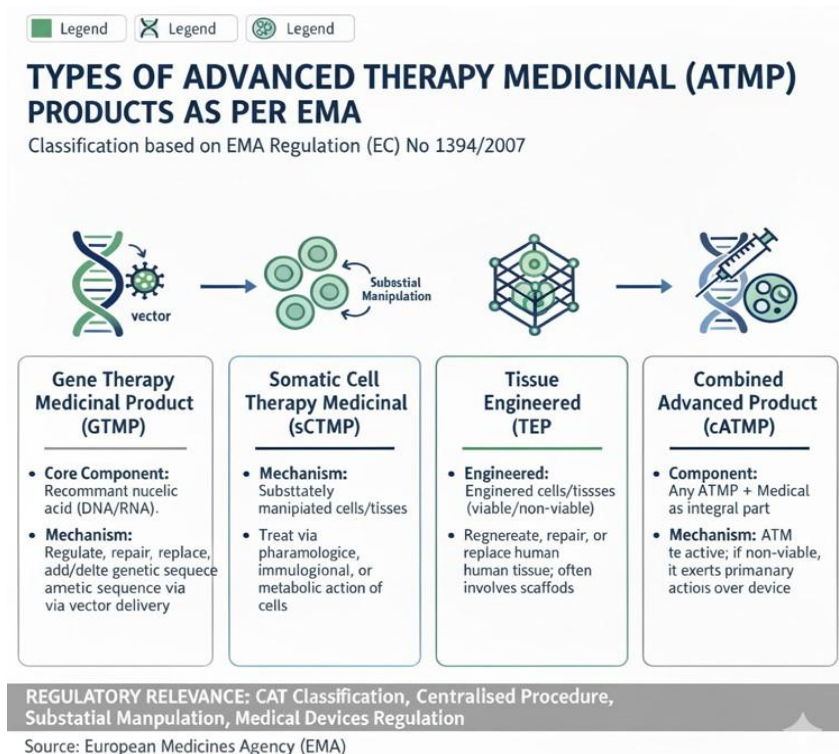 Legend
Legend
Legend
TYPES OF ADVANCED THERAPY MEDICINAL (ATMP)
PRODUCTS AS PER EMA
Classification based on EMA Regulation (EC) No 1394/2007
vector
Substial
Manipulation
Gene Therapy
Medicinal Product
(GTMP)
• Core Component:
Recommant nucelic
acid (DNA/RNA).
• Mechanism:
Regulate, repair, replace,
add/delte genetic sequece
ametic sequence via
via vector delivery
Somatic Cell
Therapy Medicinal
(sCTMP)
• Mechanism:
Substtately
manipiated cells/tisses
• Treat via
pharamologice,
immulogional, or
metabolic action of
cells
Tissue
Engineered
(TEP
• Engineered:
Enginered cells/tissses
(viable/non-viable)
• Regnereate, repair, or
replace human
human tissue; often
involves scaffods
Combined
Advanced Product
(cATMP)
• Component:
Any ATMP + Medical
as integral part
• Mechanism: ATM
te active; if non-viable,
it exerts primanary
actiois over device
REGULATORY RELEVANCE: CAT Classification, Centralised Procedure,
Substatial Manpulation, Medical Devices Regulation
Source: European Medicines Agency (EMA)